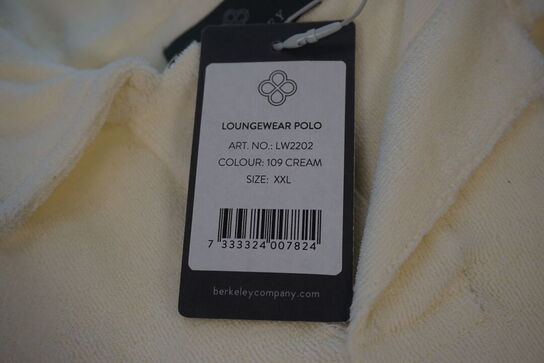 LOUNGEWEAR POLO
ART. NO.: LW2202
COLOUR: 109 CREAM
SIZE: XXL
7 333324 007824
berkeleycompany.com